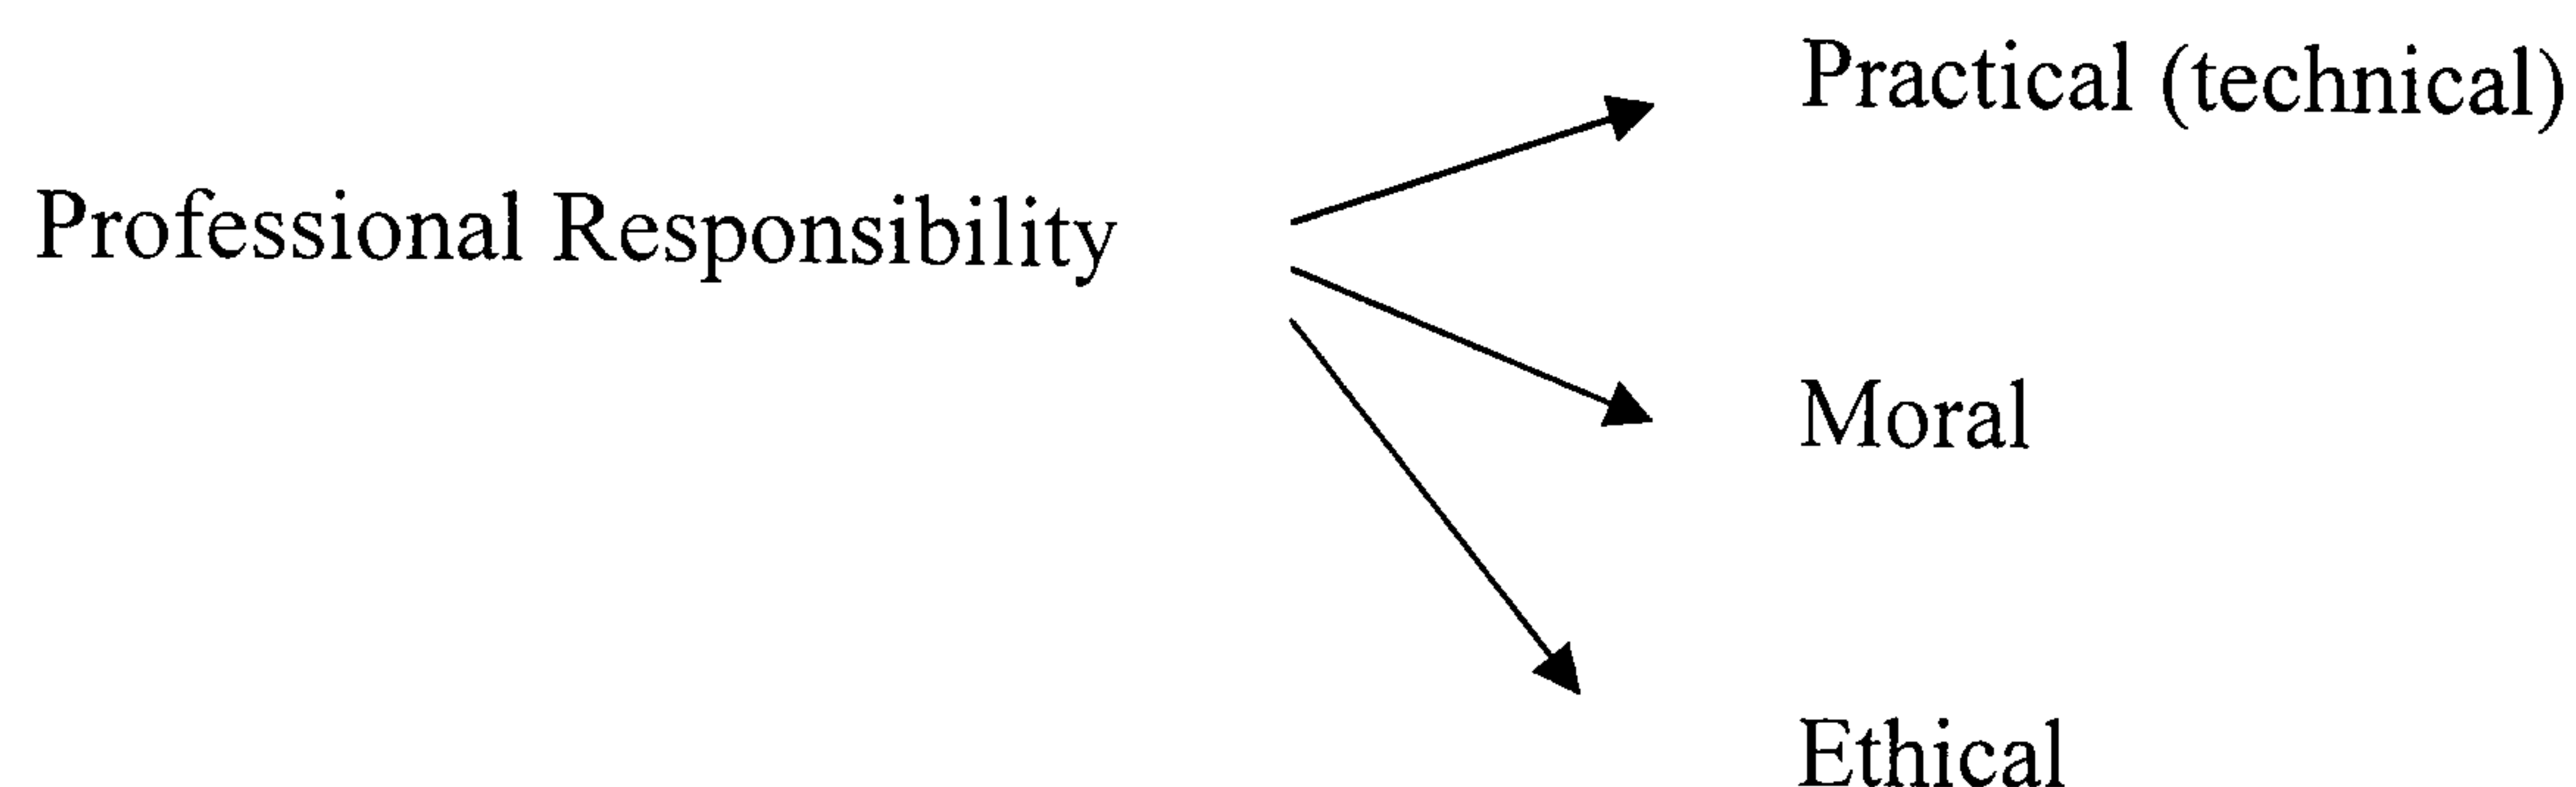 Practical (technical)
Professional Responsibility
Moral
Ethical